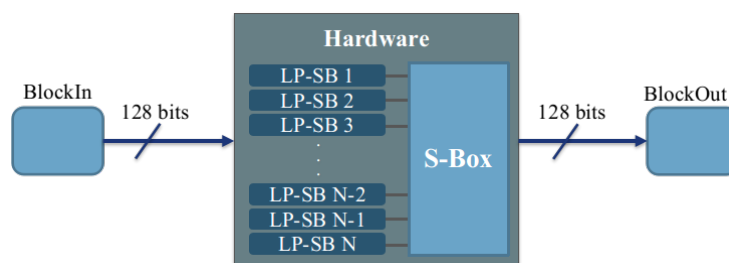 Hardware
BlockIn
128 bits
LP-SB 1
LP-SB 2
LP-SB 3
.
.
.
LP-SB N-2
LP-SB N-1
LP-SB N
S-Box
128 bits
BlockOut